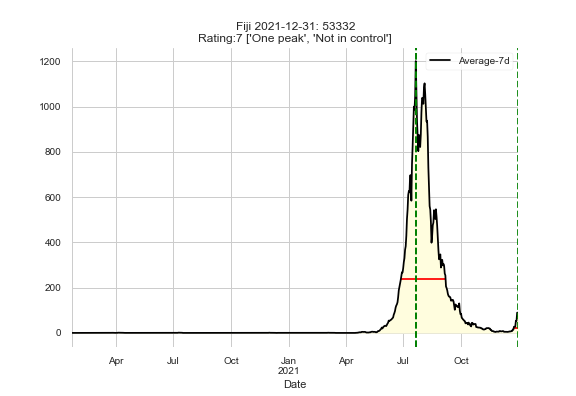 Fiji 2021-12-31: 53332
Rating:7 ['One peak', 'Not in control']
Average-7d
1200
1000
800
600
400
200
0
Apr
Jul
Oct
Jan
2021
Apr
Jul
Oct
Date